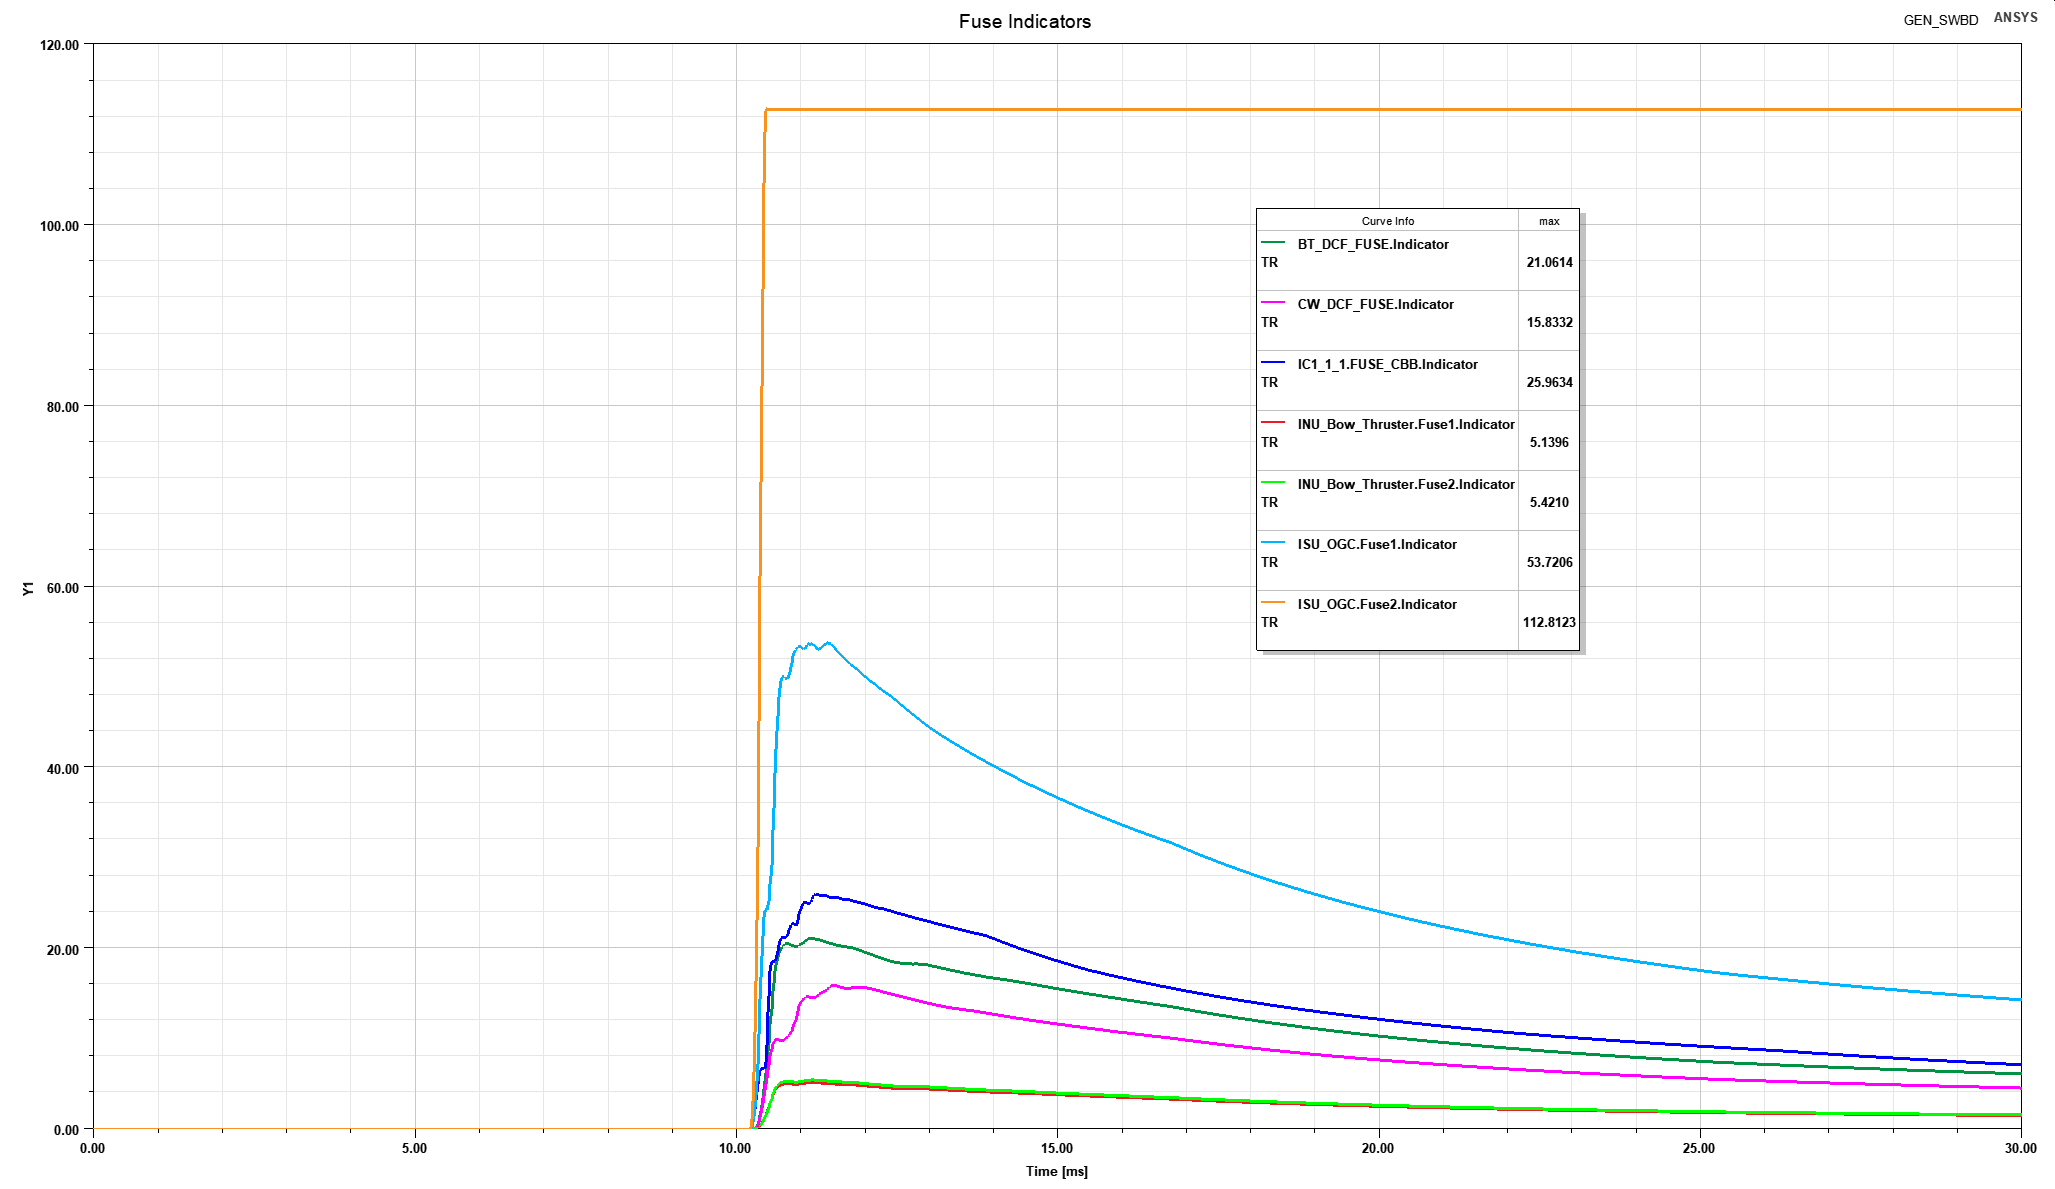 Fuse Indicators
GEN_SWBD
ANSYS
120.00
100.00
80.00
60.00
40.00
20.00
0.00
Y1
Curve Info max
BT_DCF_FUSE.Indicator
TR 21.0614
CW_DCF_FUSE.Indicator
TR 15.8332
IC1_1_1.FUSE_CBB.Indicator
TR 25.9634
INU_Bow_Thruster.Fuse1.Indicator
TR 5.1396
INU_Bow_Thruster.Fuse2.Indicator
TR 5.4210
ISU_OGC.Fuse1.Indicator
TR 53.7206
ISU_OGC.Fuse2.Indicator
TR 112.8123
0.00 5.00 10.00 15.00 20.00 25.00 30.00
Time [ms]